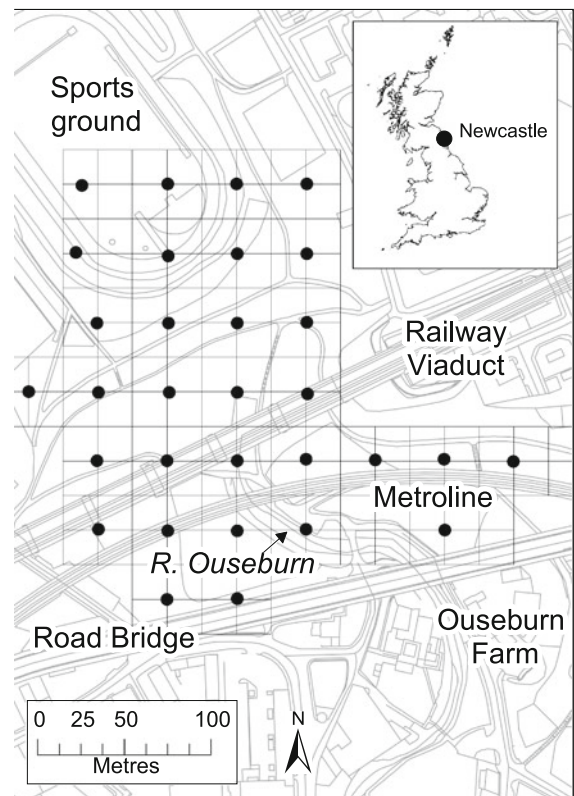 Sports
ground
Newcastle
Railway
Viaduct
Metroline
R. Ouseburn
Ouseburn
Farm
Road Bridge
0 25 50 100
Metres
N